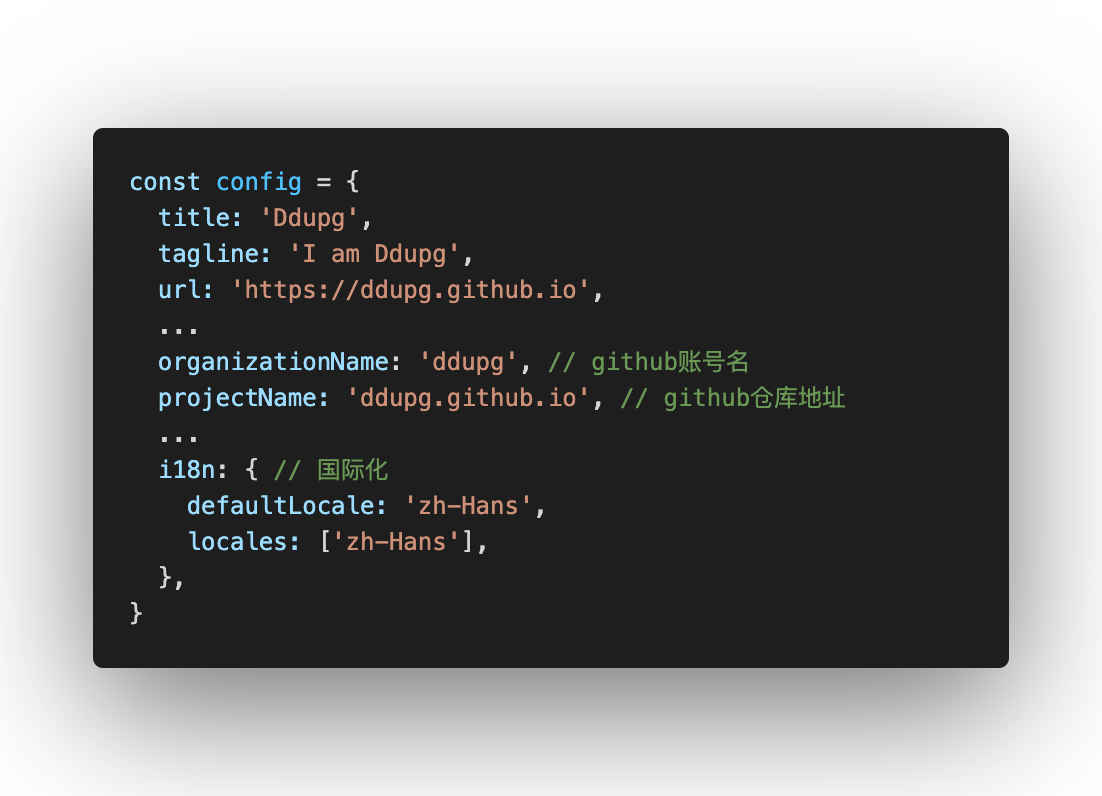 const config = {
  title: 'Ddupg',
  tagline: 'I am Ddupg',
  url: 'https://ddupg.github.io',
  ...
  organizationName: 'ddupg', // github账号名
  projectName: 'ddupg.github.io', // github仓库地址
  ...
  i18n: { // 国际化
    defaultLocale: 'zh-Hans',
    locales: ['zh-Hans'],
  },
}